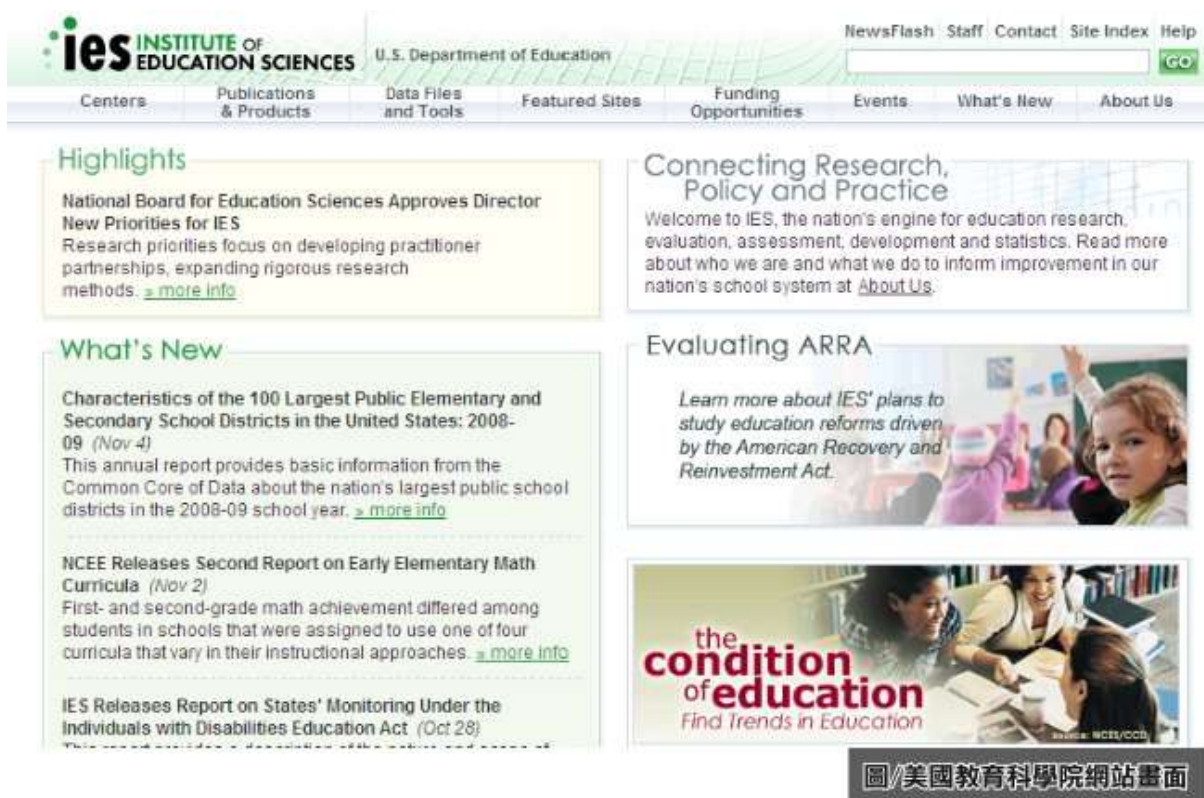 NewsFlash Staff Contact Site Index Help
ies INSTITUTE OF
EDUCATION SCIENCES
U.S. Department of Education
GO
Centers
Publications
& Products
Data Files
and Tools
Featured Sites
Funding
Opportunities
Events
What's New
About Us
Highlights
National Board for Education Sciences Approves Director
New Priorities for IES
Research priorities focus on developing practitioner
partnerships, expanding rigorous research
methods. » more info
What's New
Characteristics of the 100 Largest Public Elementary and
Secondary School Districts in the United States: 2008-
09 (Nov 4)
This annual report provides basic information from the
Common Core of Data about the nation's largest public school
districts in the 2008-09 school year. » more info
NCEE Releases Second Report on Early Elementary Math
Curricula (Nov 2)
First- and second-grade math achievement differed among
students in schools that were assigned to use one of four
curricula that vary in their instructional approaches. » more info
IES Releases Report on States' Monitoring Under the
Individuals with Disabilities Education Act (Oct 28)
Connecting Research,
Policy and Practice
Welcome to IES, the nation's engine for education research,
evaluation, assessment, development and statistics. Read more
about who we are and what we do to inform improvement in our
nation's school system at About Us.
Evaluating ARRA
Learn more about IES' plans to
study education reforms driven
by the American Recovery and
Reinvestment Act.
the
condition
of education
Find Trends in Education
Source: NCES/CCD
圖/美國教育科學院網站畫面